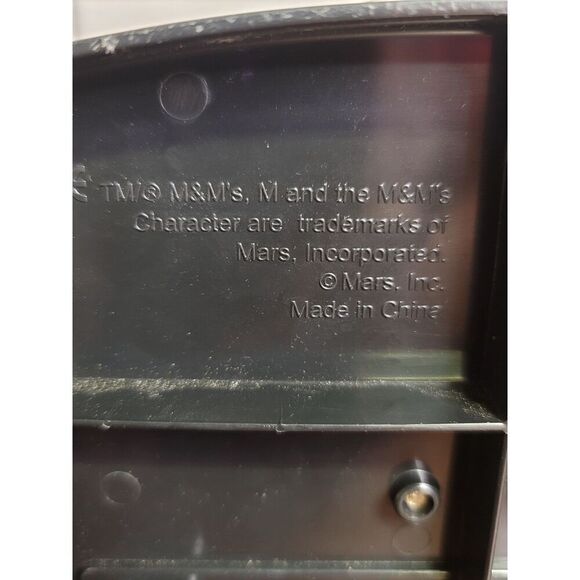 TM/® M&M's, M and the M&M's
Character are trademarks of
Mars, Incorporated.
© Mars, Inc.
Made in China